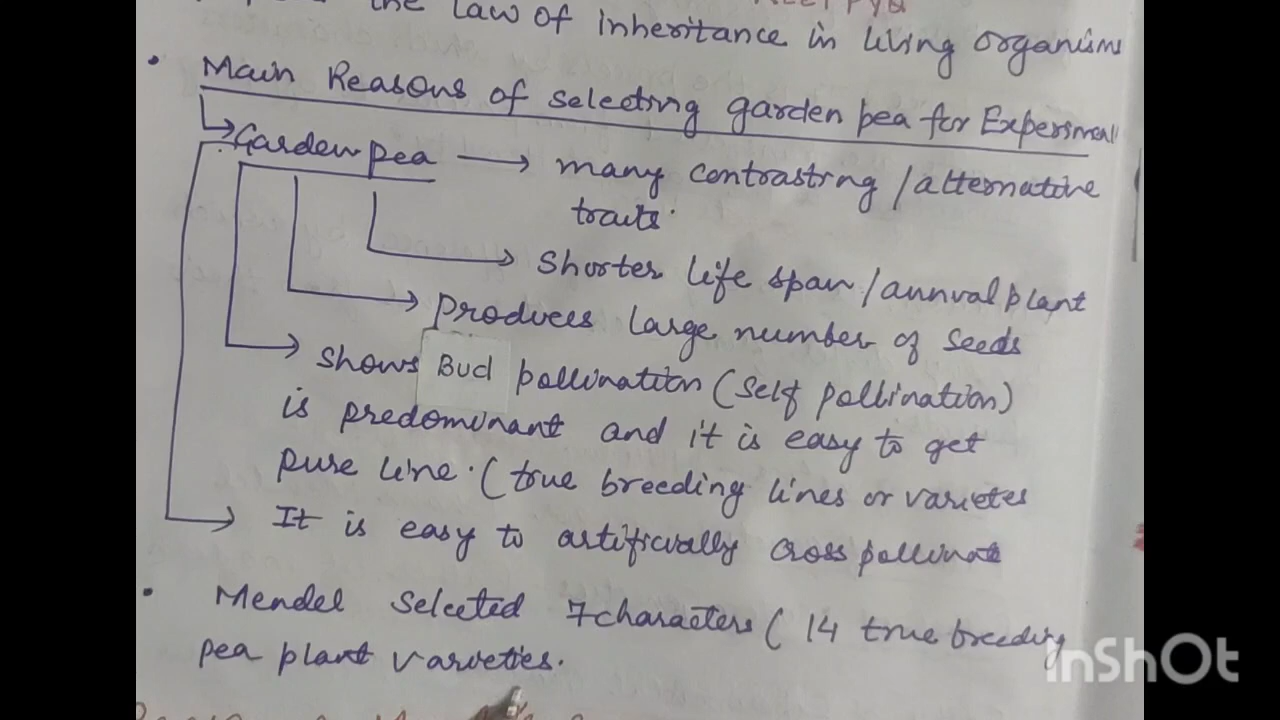 the Law of inheritance in living organisms
• Main Reasons of selecting garden pea for Experimeal
Garden pea → many contrasting / alternative
traits.
→ Shorter life span / annual plant
→ Produces large number of seeds
→ shows Bud pollination (self pollination)
is predominant and it is easy to get
pure line. ( true breeding lines or varietes
→ It is easy to artificially cross pollinate
• Mendel selected 7 characters ( 14 true breeding
pea plant varieties.
InShOt